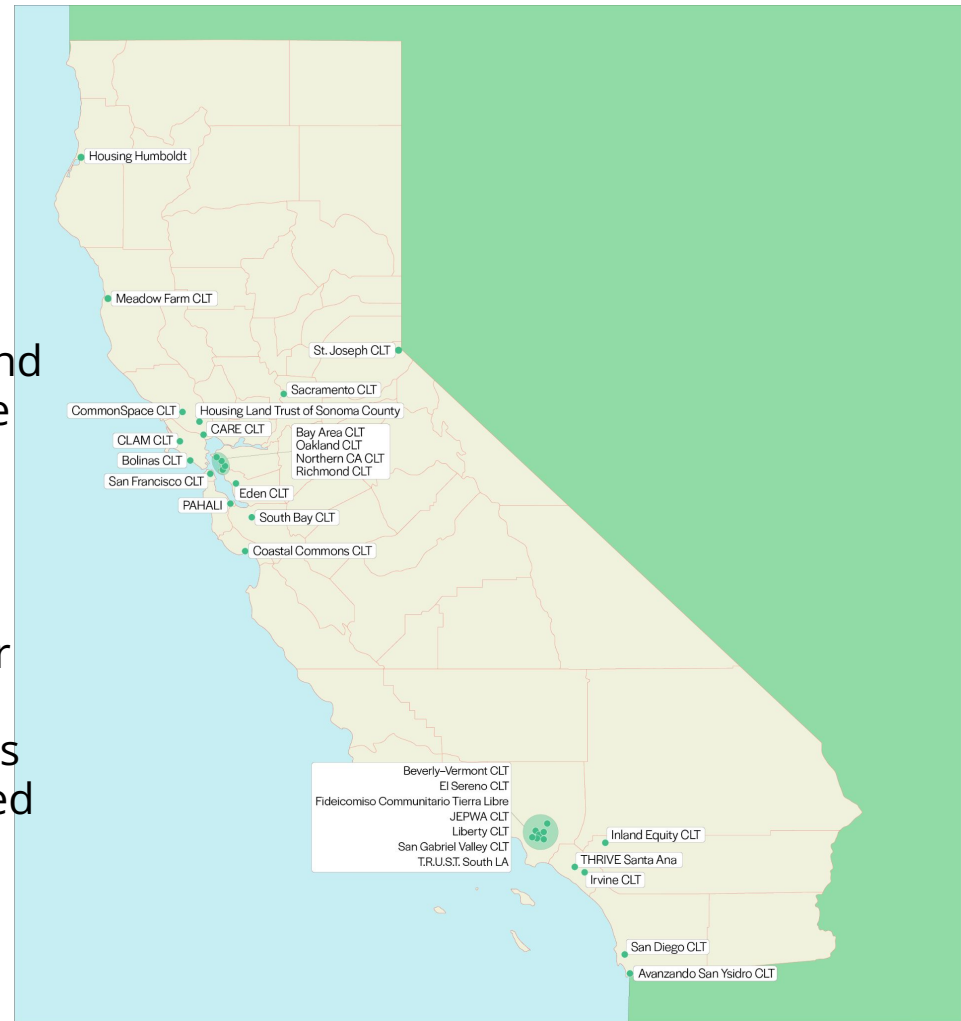 Housing Humboldt
Meadow Farm CLT
St. Joseph CLT
Sacramento CLT
CommonSpace CLT
Housing Land Trust of Sonoma County
CARE CLT
CLAM CLT
Bay Area CLT
Oakland CLT
Northern CA CLT
Richmond CLT
Bolinas CLT
San Francisco CLT
Eden CLT
PAHALI
South Bay CLT
Coastal Commons CLT
Beverly–Vermont CLT
El Sereno CLT
Fideicomiso Communitario Tierra Libre
JEPWA CLT
Liberty CLT
San Gabriel Valley CLT
T.R.U.S.T. South LA
Inland Equity CLT
THRIVE Santa Ana
Irvine CLT
San Diego CLT
Avanzando San Ysidro CLT